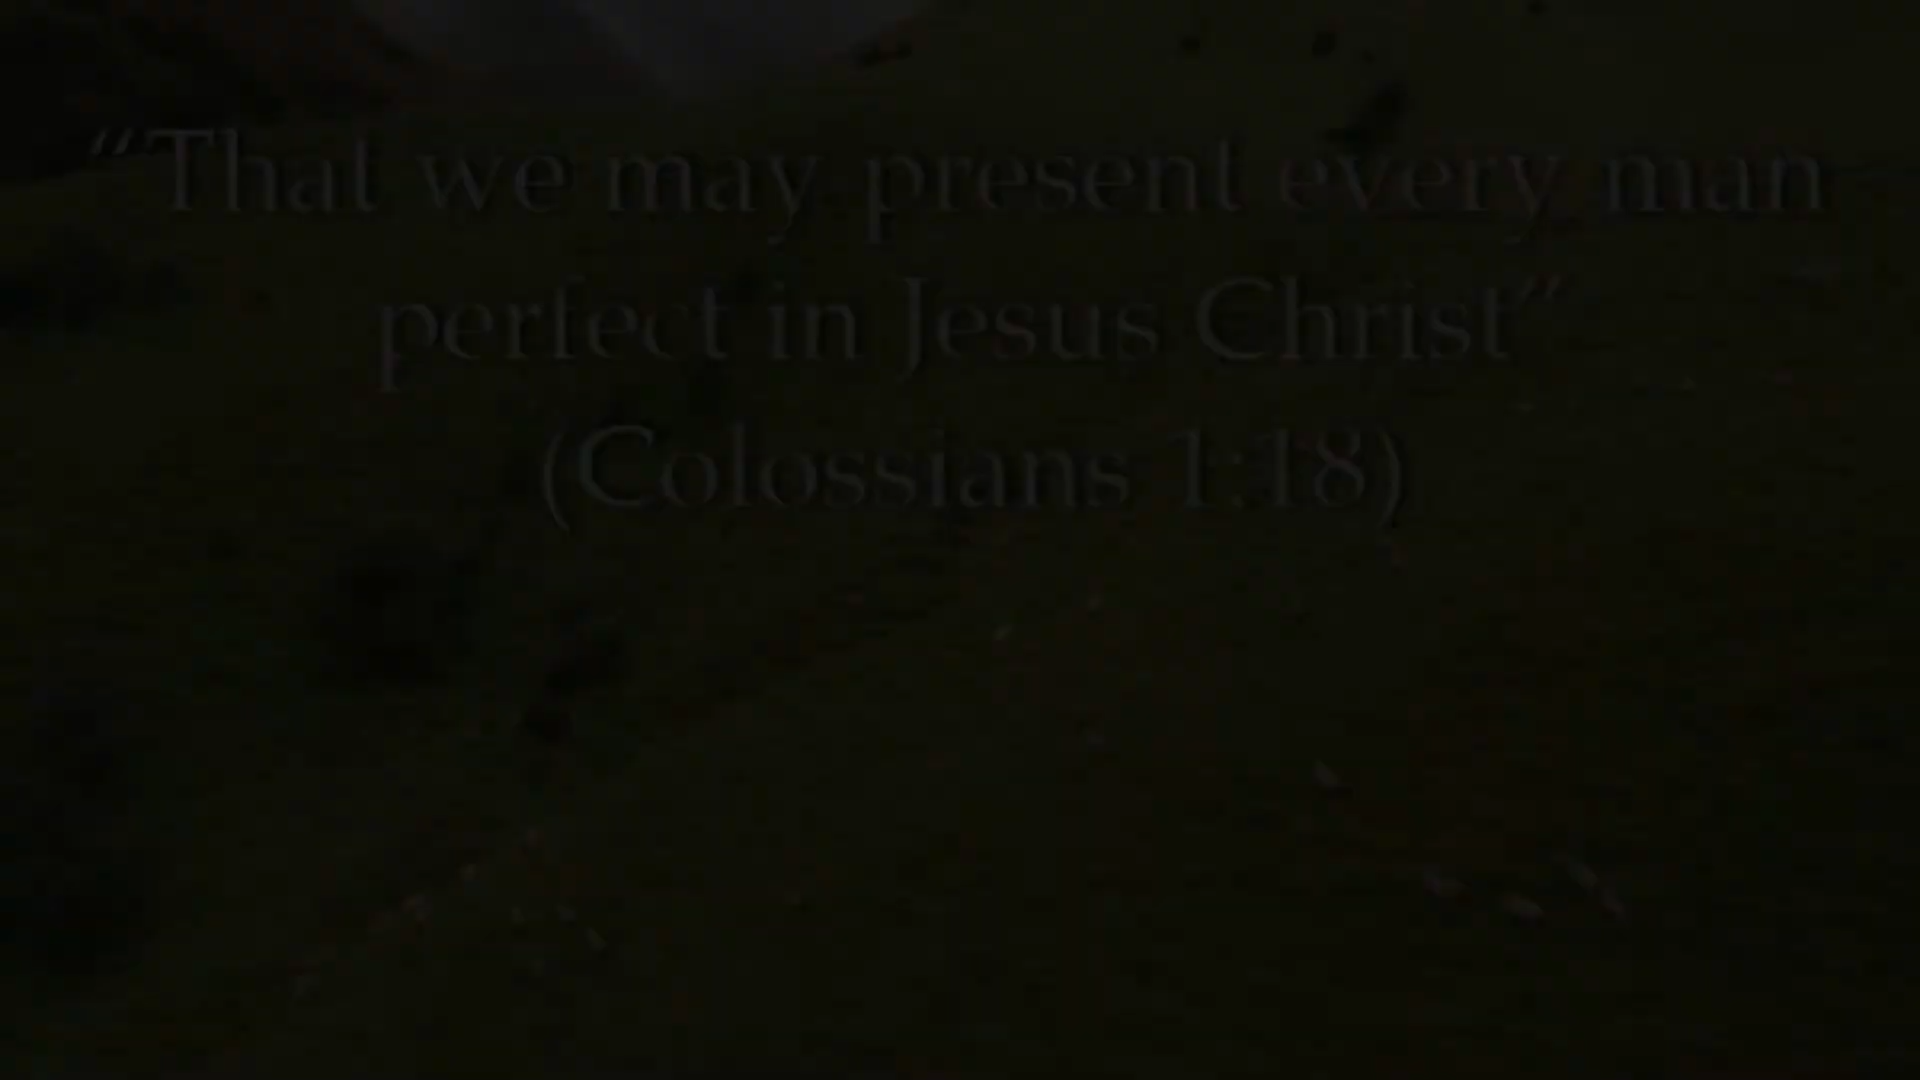 “That we may present every man
perfect in Jesus Christ”
(Colossians 1:18)